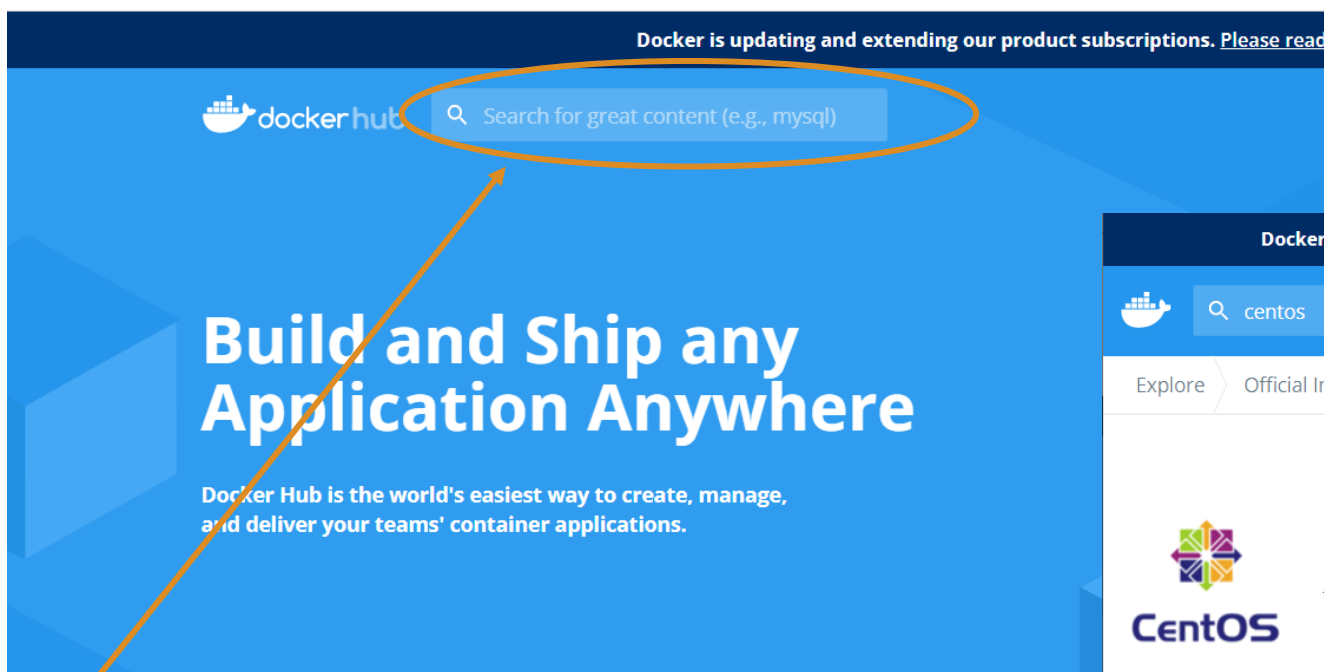 Docker is updating and extending our product subscriptions. Please read
dockerhub
Search for great content (e.g., mysql)
Build and Ship any
Application Anywhere
Docker Hub is the world's easiest way to create, manage,
and deliver your teams' container applications.
Docker
centos
Explore
Official
CentOS